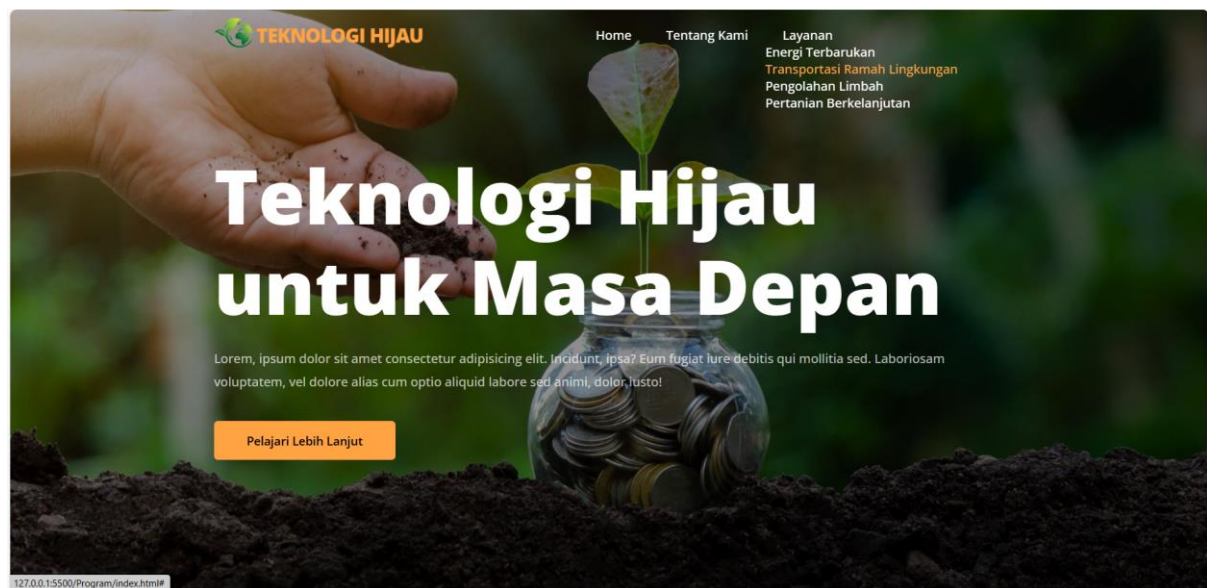 TEKNOLOGI HIJAU
Home Tentang Kami Layanan
Energi Terbarukan
Transportasi Ramah Lingkungan
Pengolahan Limbah
Pertanian Berkelanjutan
Teknologi Hijau
untuk Masa Depan
Lorem, ipsum dolor sit amet consectetur adipisicing elit. Incidunt, ipsa? Eum fugiat iure debitis qui mollitia sed. Laboriosam
voluptatem, vel dolore alias cum optio aliquid labore sed animi, dolor, iusto!
Pelajari Lebih Lanjut
127.0.0.1:5500/Program/index.html#